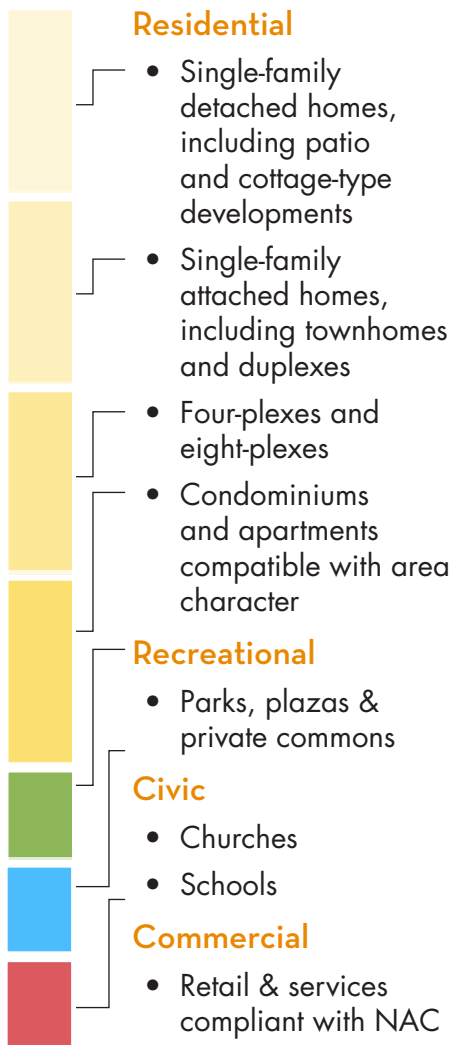 Residential
• Single-family
detached homes,
including patio
and cottage-type
developments
• Single-family
attached homes,
including townhomes
and duplexes
• Four-plexes and
eight-plexes
• Condominiums
and apartments
compatible with area
character
Recreational
• Parks, plazas &
private commons
Civic
• Churches
• Schools
Commercial
• Retail & services
compliant with NAC